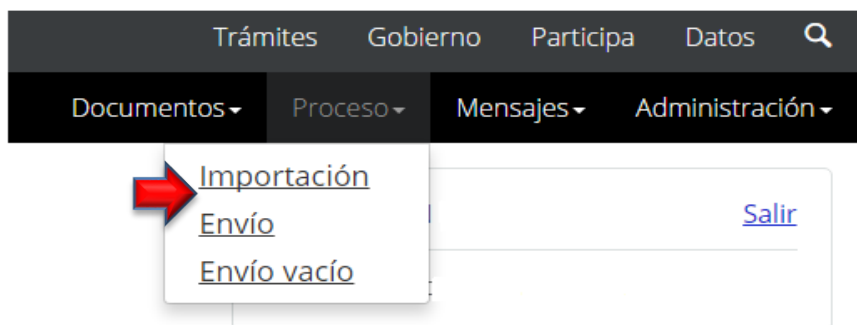 Trámites Gobierno Participa Datos
Documentos Proceso Mensajes Administración
Importación
Envío Salir
Envío vacío